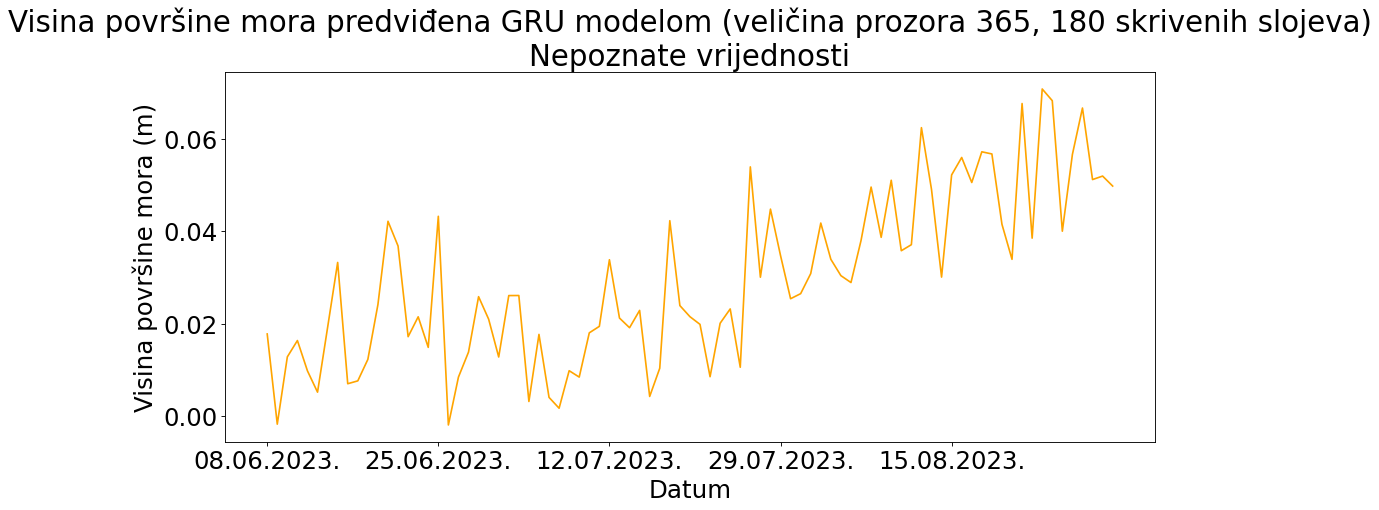 Visina površine mora predviđena GRU modelom (veličina prozora 365, 180 skrivenih slojeva)
Nepoznate vrijednosti
Visina površine mora (m)
0.06
0.04
0.02
0.00
08.06.2023. 25.06.2023. 12.07.2023. 29.07.2023. 15.08.2023.
Datum